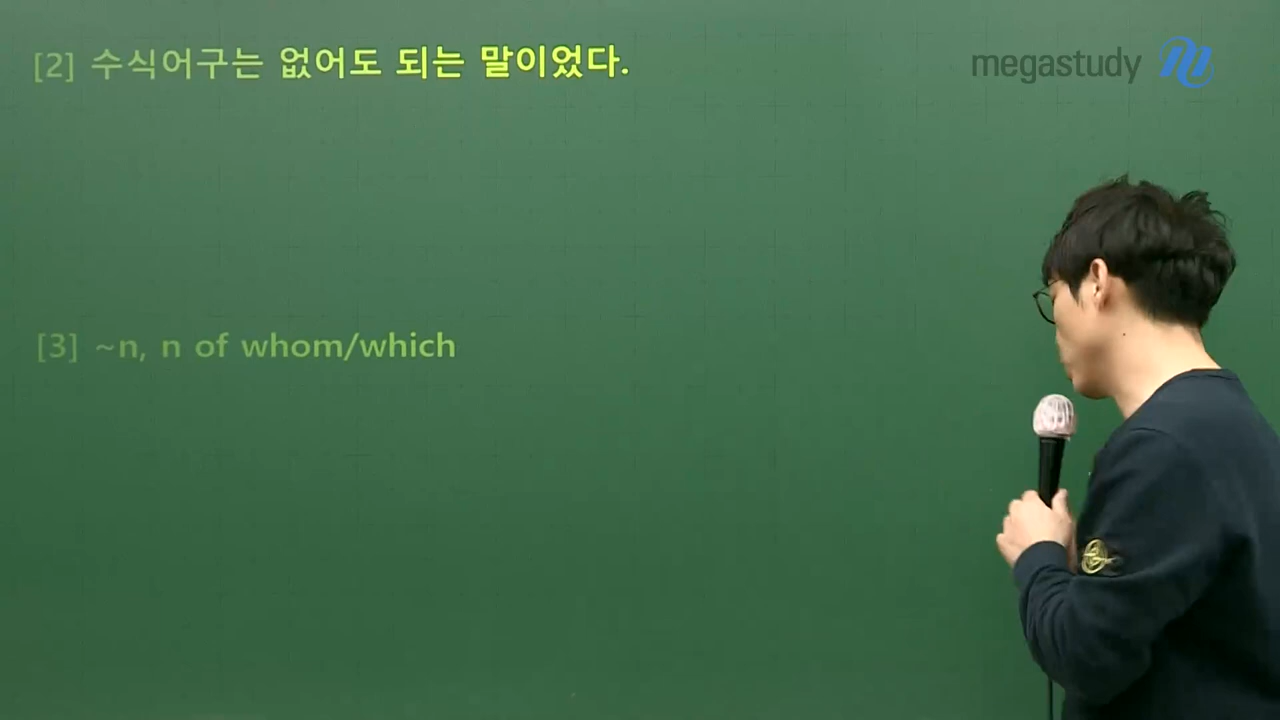 [2] 수식어구는 없어도 되는 말이었다.
megastudy
[3] ~n, n of whom/which